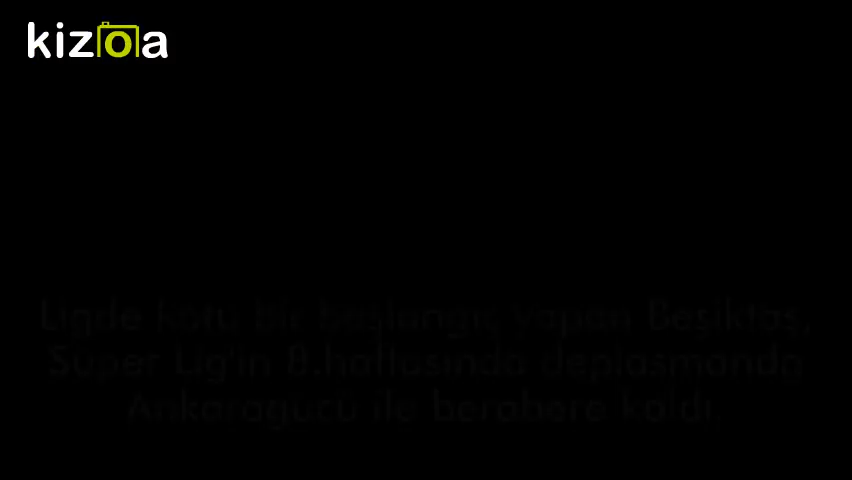 kizoa
Ligde kötü bir başlangıç yapan Beşiktaş,
Süper Lig'in 8.haftasında deplasmanda
Ankaragücü ile berabere kaldı.